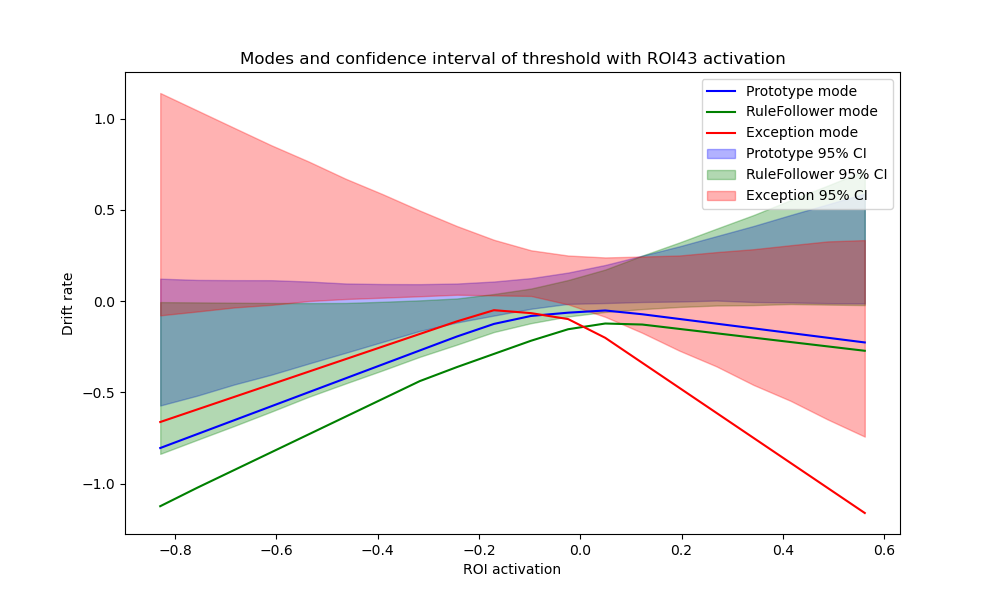 Modes and confidence interval of threshold with ROI43 activation
Prototype mode
RuleFollower mode
Exception mode
Prototype 95% CI
RuleFollower 95% CI
Exception 95% CI
1.0
0.5
0.0
−0.5
−1.0
Drift rate
−0.8
−0.6
−0.4
−0.2
0.0
0.2
0.4
0.6
ROI activation